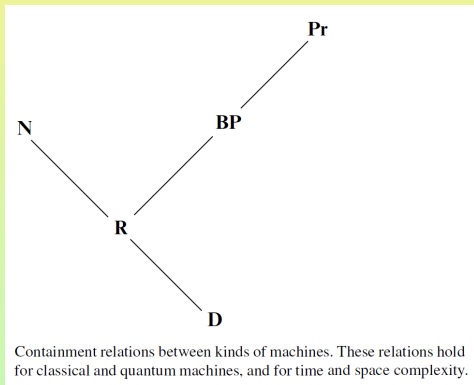 Pr
BP
N
R
D
Containment relations between kinds of machines. These relations hold
for classical and quantum machines, and for time and space complexity.